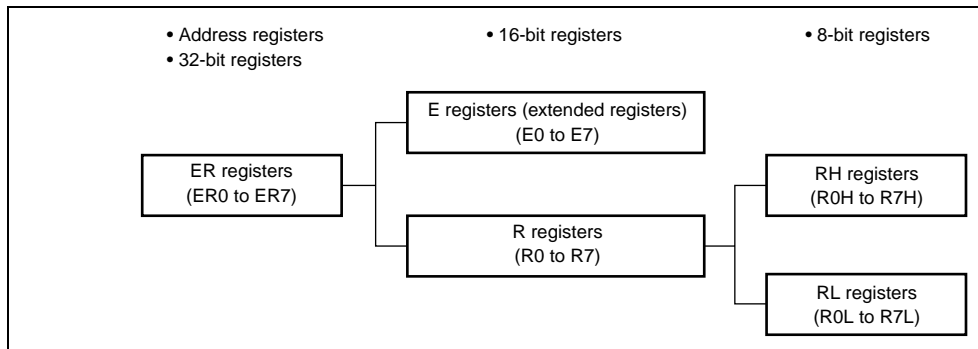 • Address registers
• 32-bit registers
• 16-bit registers
• 8-bit registers
E registers (extended registers)
(E0 to E7)
ER registers
(ER0 to ER7)
RH registers
(R0H to R7H)
R registers
(R0 to R7)
RL registers
(R0L to R7L)